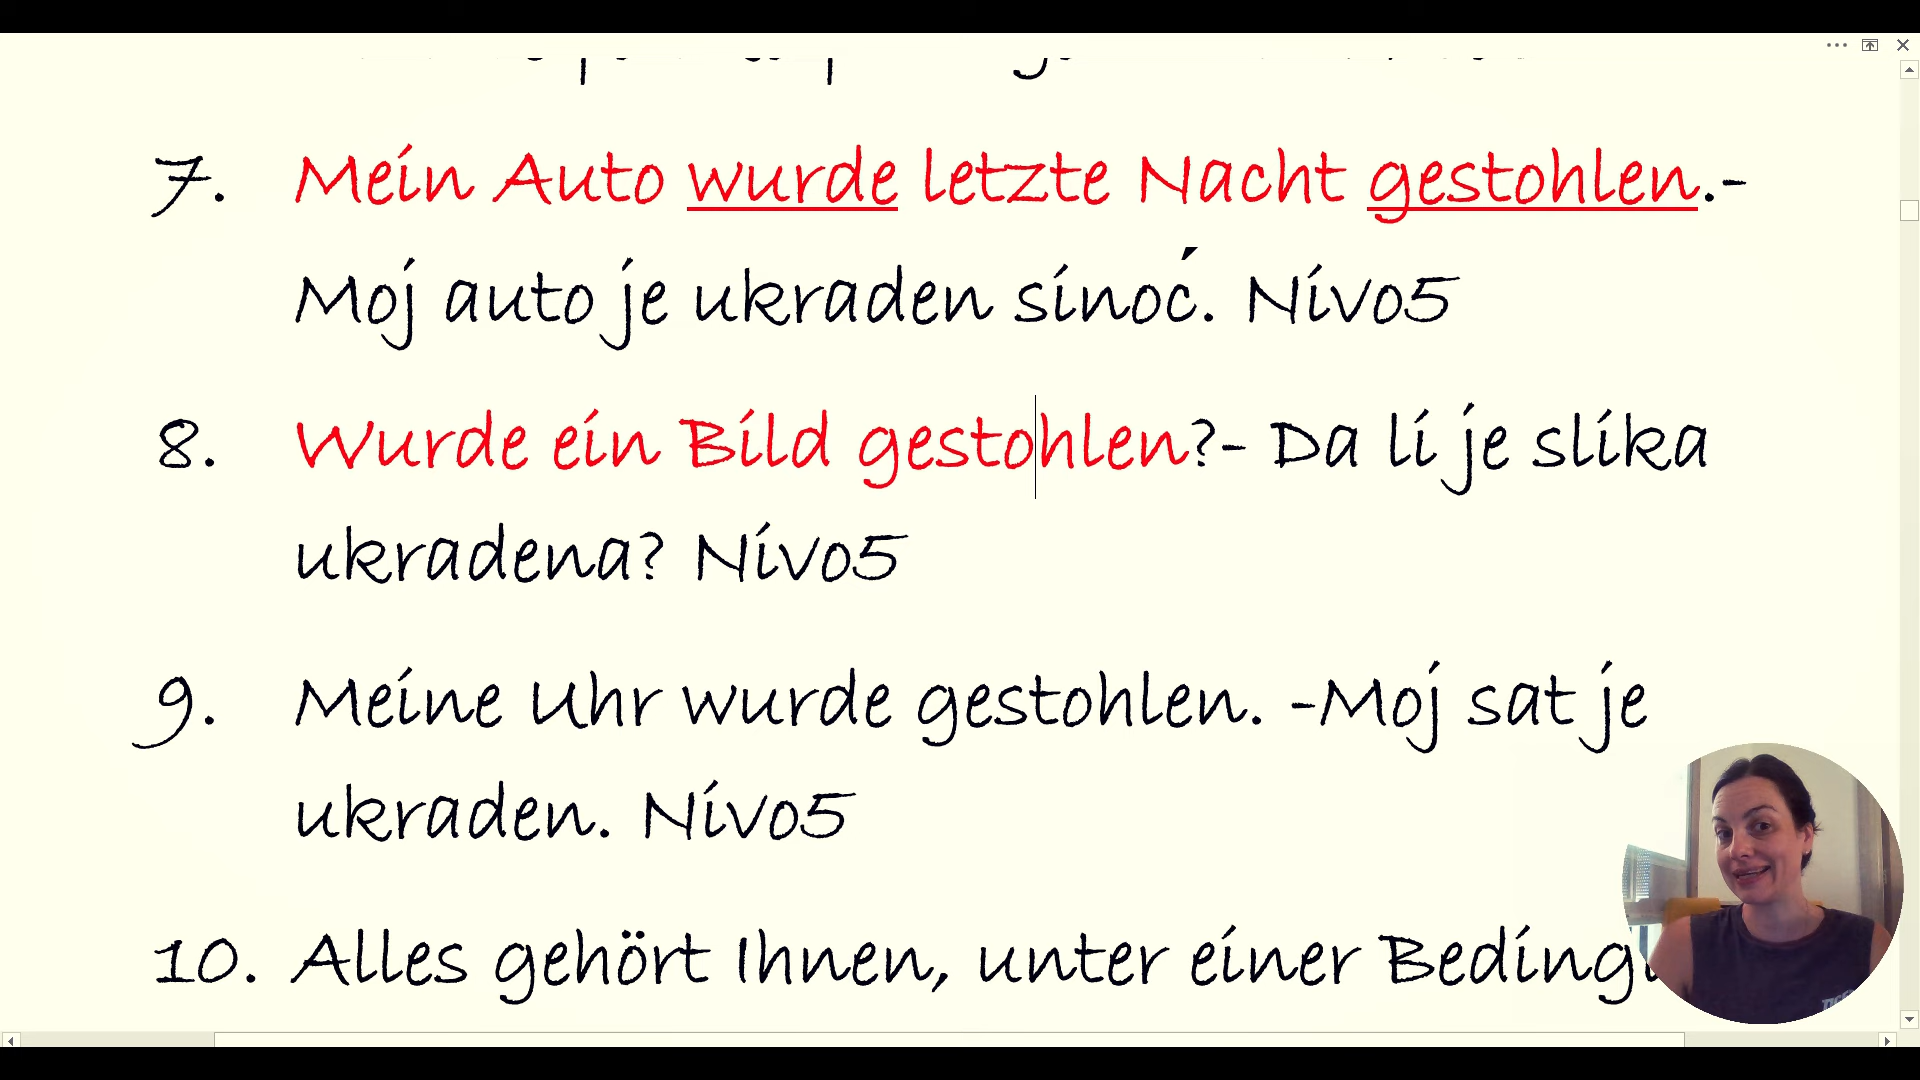 7. Mein Auto wurde letzte Nacht gestohlen.-
Moj auto je ukraden sinoć. Nivo5
8. Wurde ein Bild gestohlen?- Da li je slika
ukradena? Nivo5
9. Meine Uhr wurde gestohlen. -Moj sat je
ukraden. Nivo5
10. Alles gehört Ihnen, unter einer